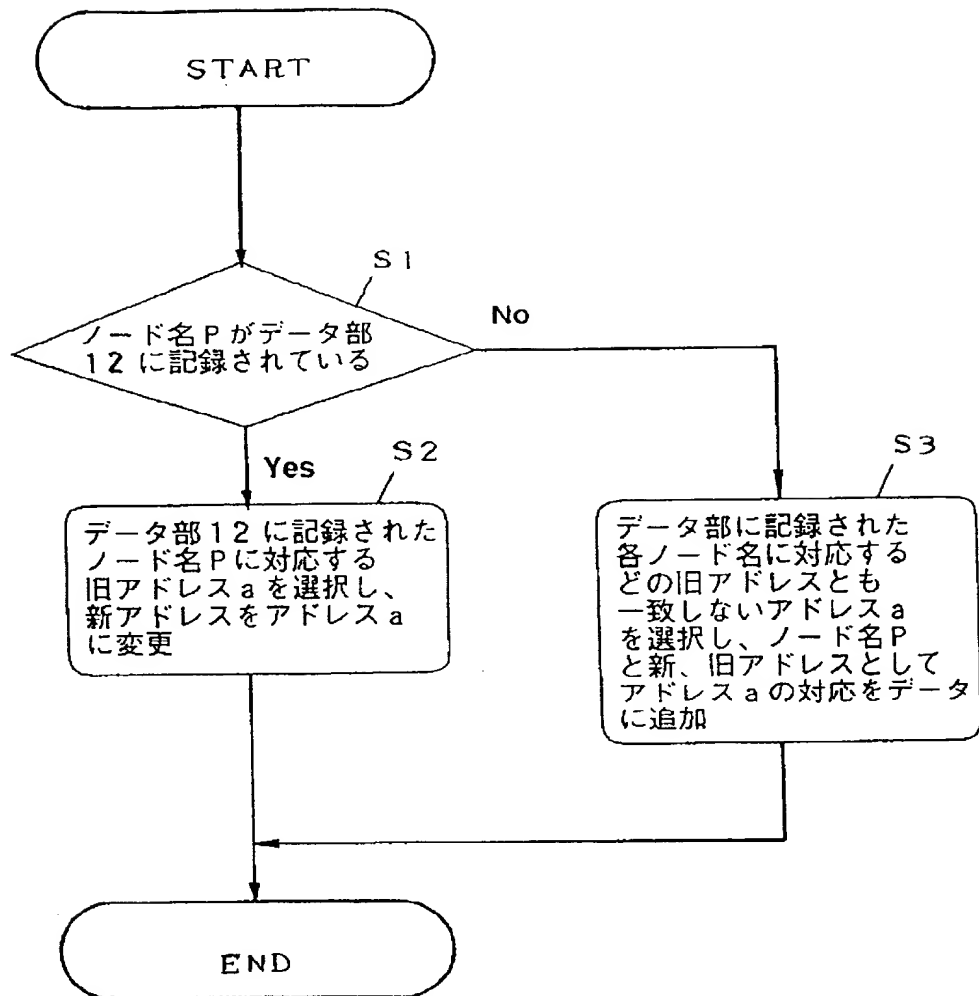 START
S1
ノード名Pがデータ部
12に記録されている
No
Yes
S2
データ部12に記録された
ノード名Pに対応する
旧アドレスaを選択し、
新アドレスをアドレスa
に変更
S3
データ部に記録された
各ノード名に対応する
どの旧アドレスとも
一致しないアドレスa
を選択し、ノード名P
と新、旧アドレスとして
アドレスaの対応をデータ
に追加
END